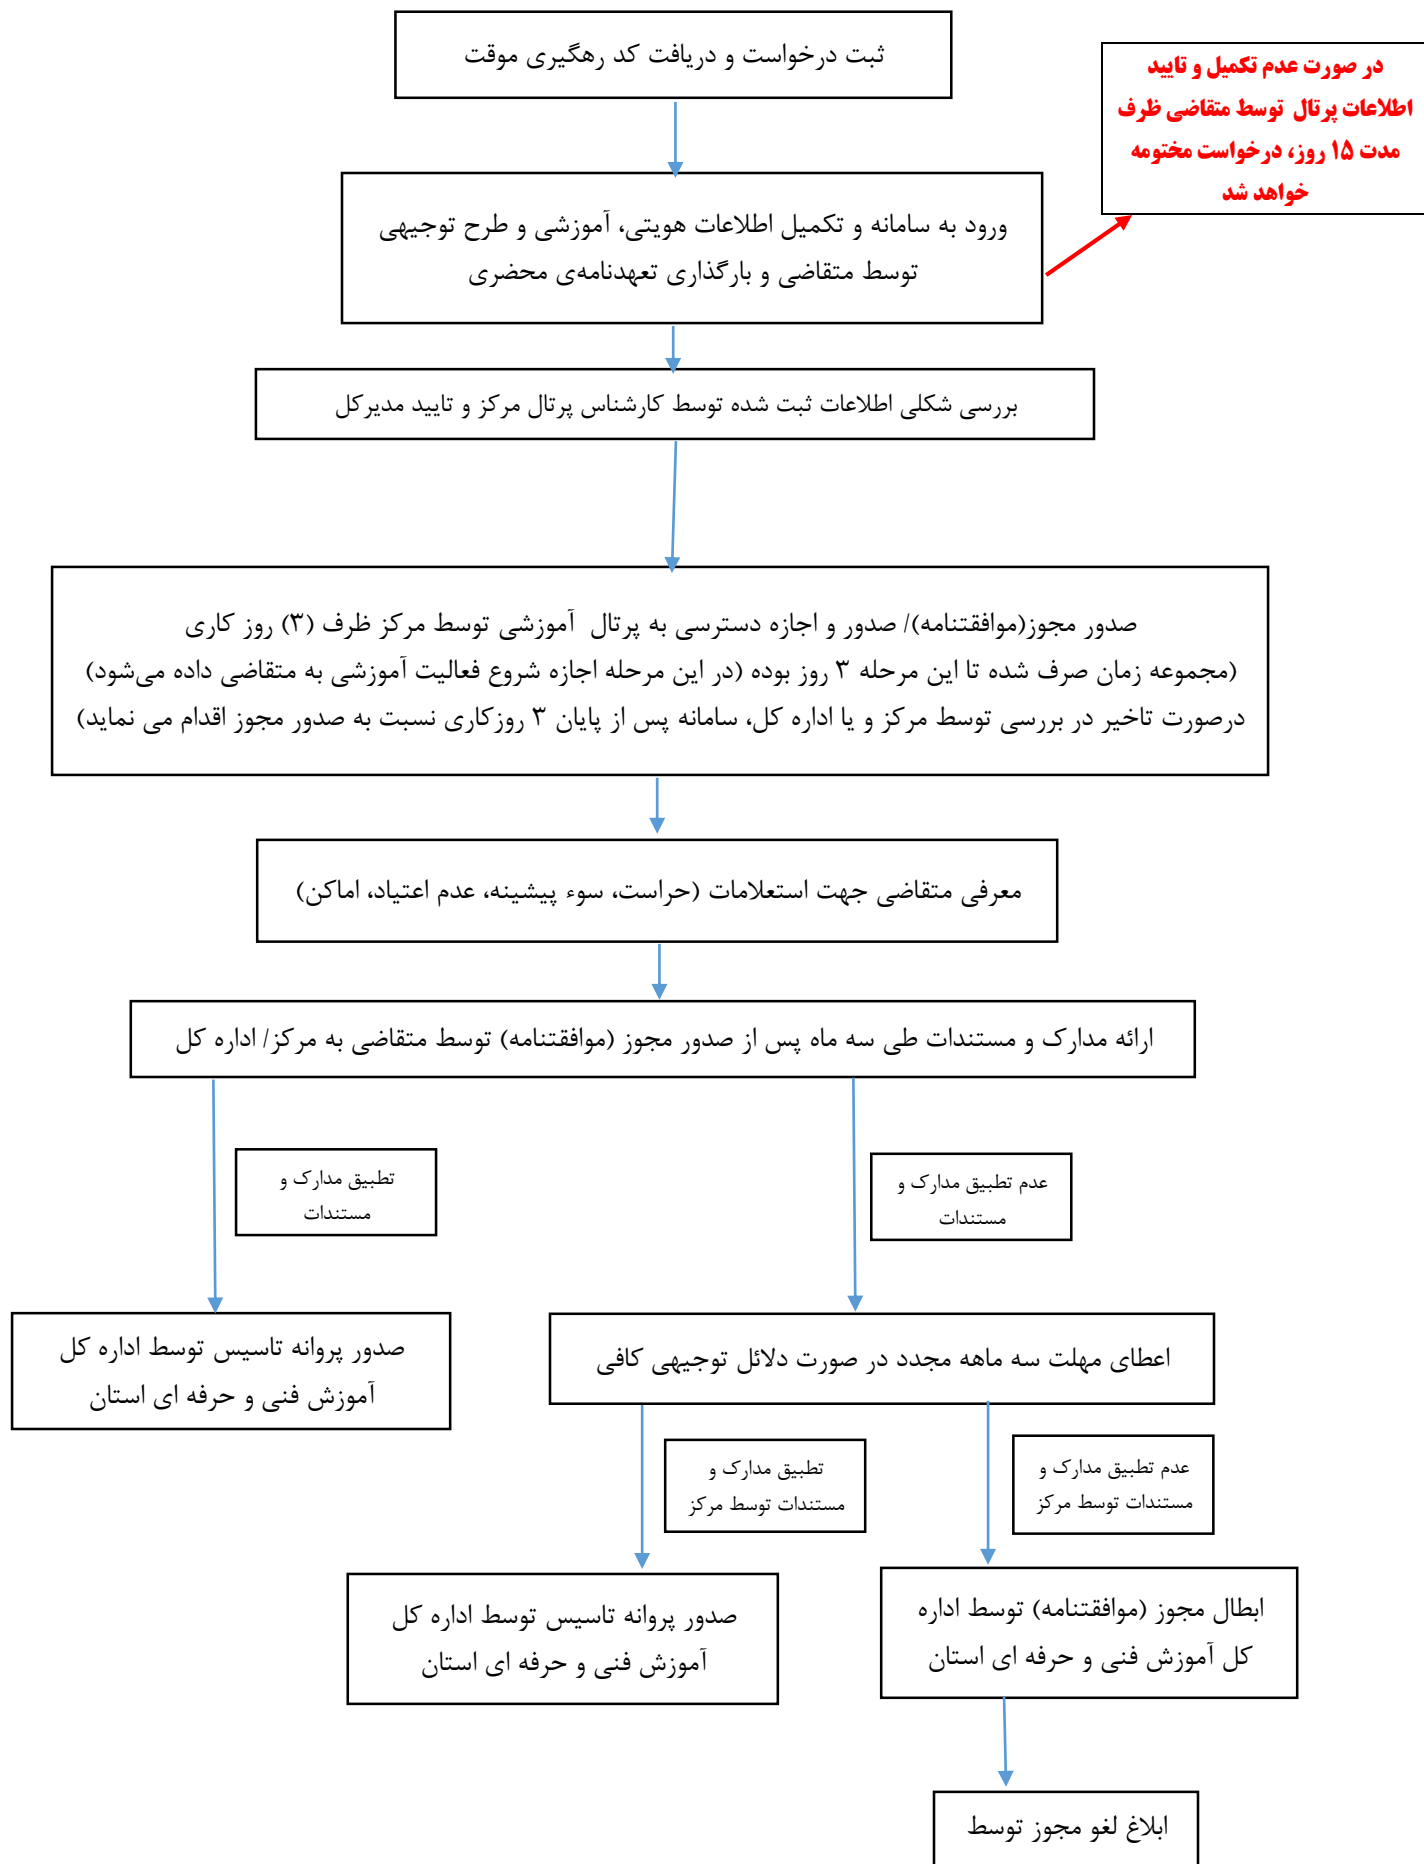 ثبت درخواست و دریافت کد رهگیری موقت
در صورت عدم تکمیل و تایید
اطلاعات پرتال توسط متقاضی ظرف
مدت ۱۵ روز، درخواست مختومه
خواهد شد
ورود به سامانه و تکمیل اطلاعات هویتی، آموزشی و طرح توجیهی
توسط متقاضی و بارگذاری تعهدنامه‌ی محضری
بررسی شکلی اطلاعات ثبت شده توسط کارشناس پرتال مرکز و تایید مدیرکل
صدور مجوز(موافقتنامه)/ صدور و اجازه دسترسی به پرتال آموزشی توسط مرکز ظرف (۳) روز کاری
(مجموعه زمان صرف شده تا این مرحله ۳ روز بوده (در این مرحله اجازه شروع فعالیت آموزشی به متقاضی داده می‌شود)
درصورت تاخیر در بررسی توسط مرکز و یا اداره کل، سامانه پس از پایان ۳ روزکاری نسبت به صدور مجوز اقدام می نماید)
معرفی متقاضی جهت استعلامات (حراست، سوء پیشینه، عدم اعتیاد، اماکن)
ارائه مدارک و مستندات طی سه ماه پس از صدور مجوز (موافقتنامه) توسط متقاضی به مرکز/ اداره کل
عدم تطبیق مدارک و
مستندات
تطبیق مدارک و
مستندات
اعطای مهلت سه ماهه مجدد در صورت دلائل توجیهی کافی
صدور پروانه تاسیس توسط اداره کل
آموزش فنی و حرفه ای استان
عدم تطبیق مدارک و
مستندات توسط مرکز
تطبیق مدارک و
مستندات توسط مرکز
ابطال مجوز (موافقتنامه) توسط اداره
کل آموزش فنی و حرفه ای استان
صدور پروانه تاسیس توسط اداره کل
آموزش فنی و حرفه ای استان
ابلاغ لغو مجوز توسط